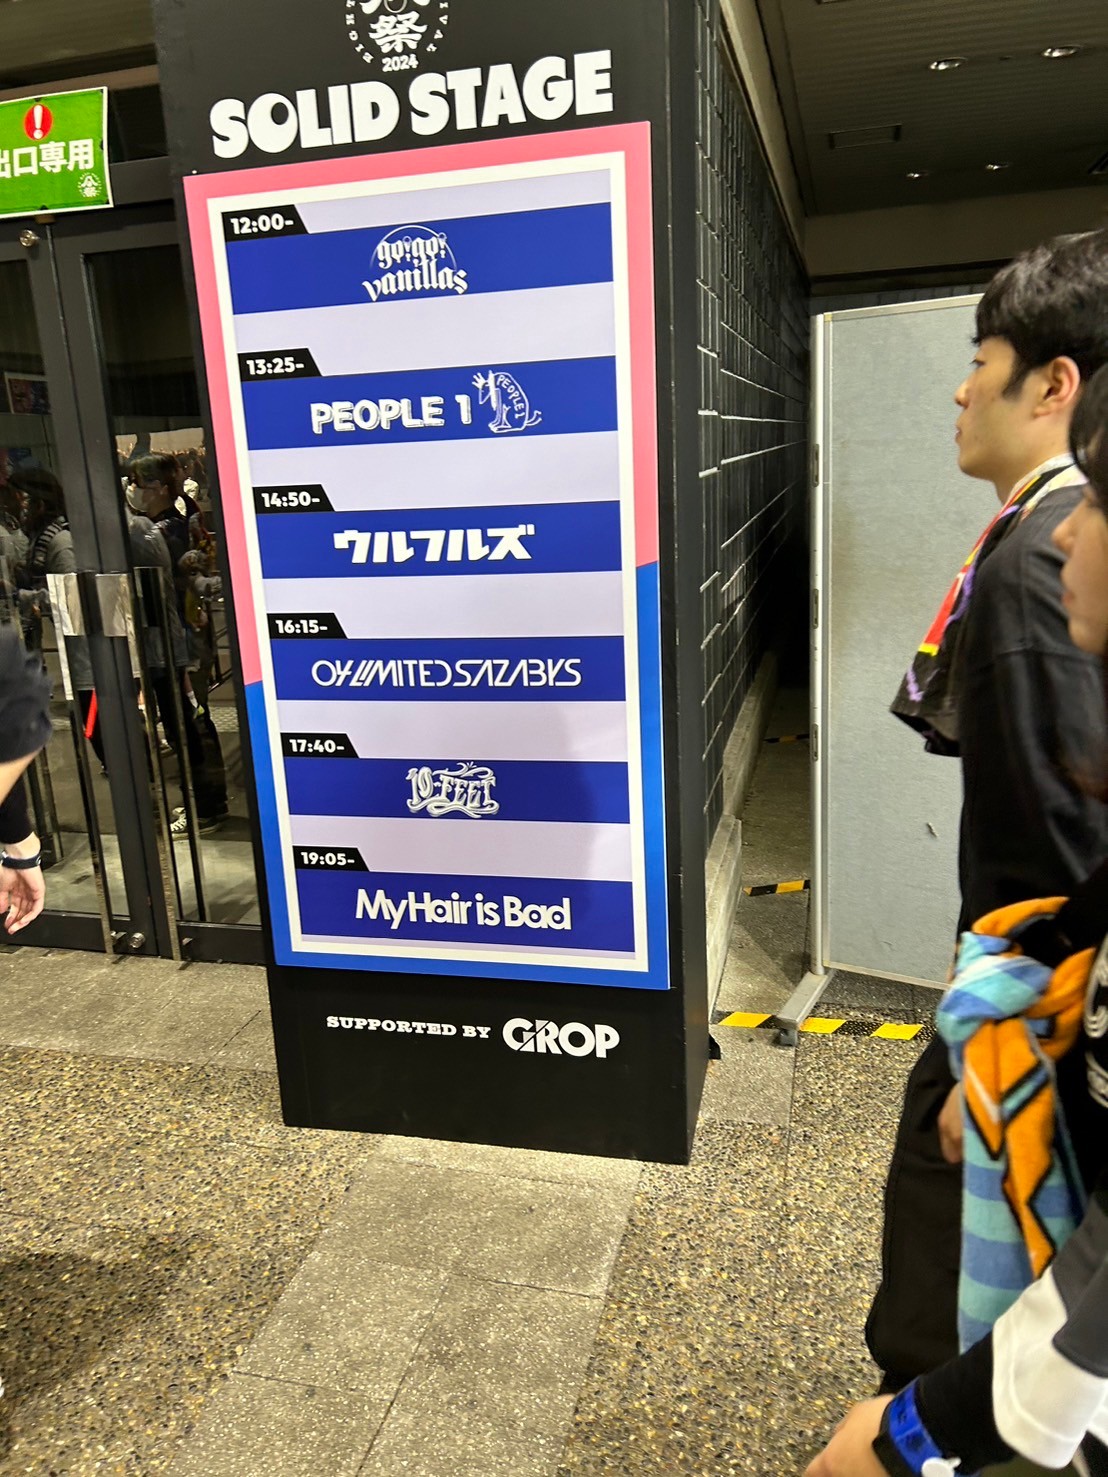 祭
2024
SOLID STAGE
出口専用
12:00-
go!go!
vanillas
13:25-
PEOPLE 1
PEOPLE 1
14:50-
ウルフルズ
16:15-
04 LIMITED SAZABYS
17:40-
10-FEET
19:05-
My Hair is Bad
SUPPORTED BY GROP